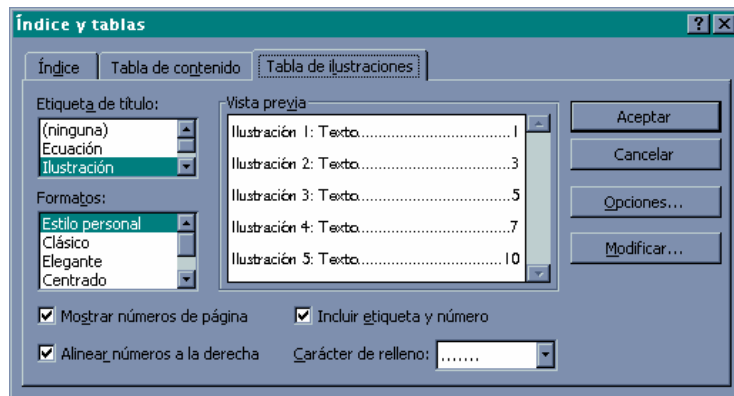 Índice y tablas
Índice
Tabla de contenido
Tabla de ilustraciones
Etiqueta de título:
(ninguna)
Ecuación
Ilustración
Formatos:
Estilo personal
Clásico
Elegante
Centrado
Vista previa
Ilustración 1: Texto.....................................1
Ilustración 2: Texto.....................................3
Ilustración 3: Texto.....................................5
Ilustración 4: Texto.....................................7
Ilustración 5: Texto.....................................10
Aceptar
Cancelar
Opciones...
Modificar...
Mostrar números de página
Incluir etiqueta y número
Alinear números a la derecha
Carácter de relleno: .......